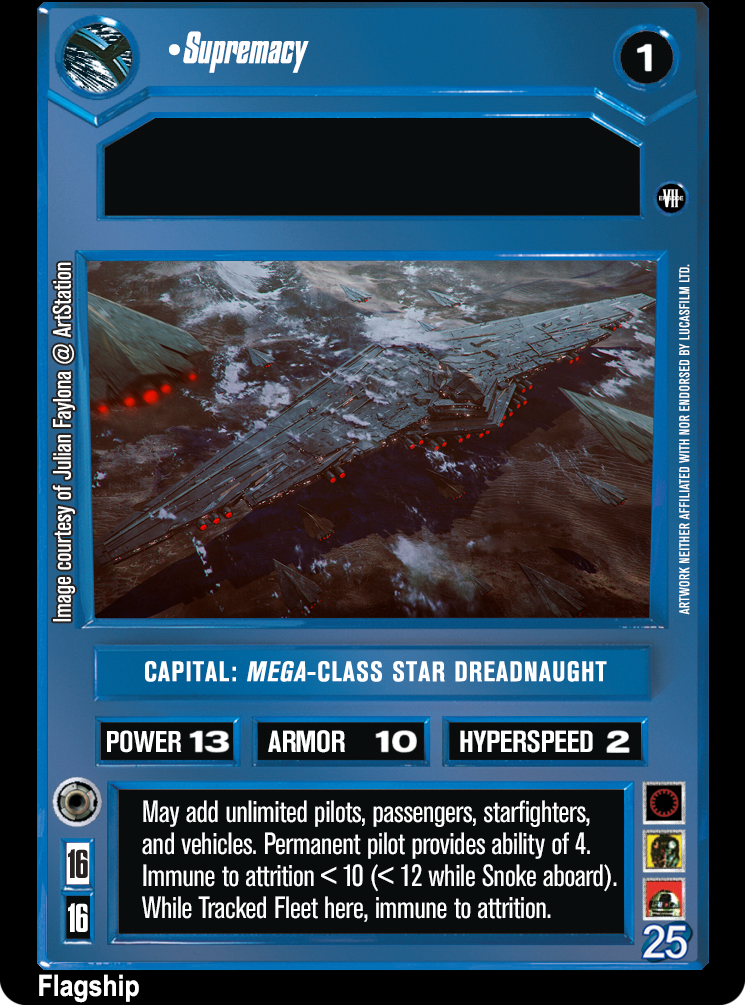 •Supremacy
1
EPISODE
VII
Image courtesy of Julian Faylona @ ArtStation
ARTWORK NEITHER AFFILIATED WITH NOR ENDORSED BY LUCASFILM LTD.
CAPITAL: MEGA-CLASS STAR DREADNAUGHT
POWER 13
ARMOR 10
HYPERSPEED 2
May add unlimited pilots, passengers, starfighters,
and vehicles. Permanent pilot provides ability of 4.
Immune to attrition < 10 (< 12 while Snoke aboard).
While Tracked Fleet here, immune to attrition.
16
16
25
Flagship